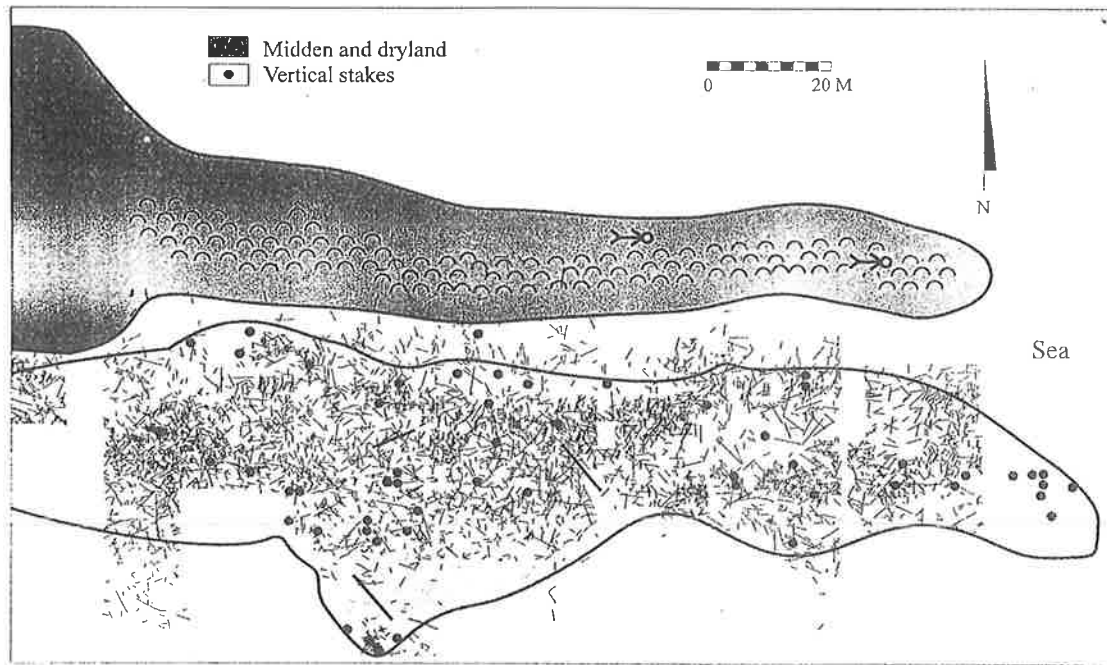 Midden and dryland
Vertical stakes
0 20 M
N
Sea